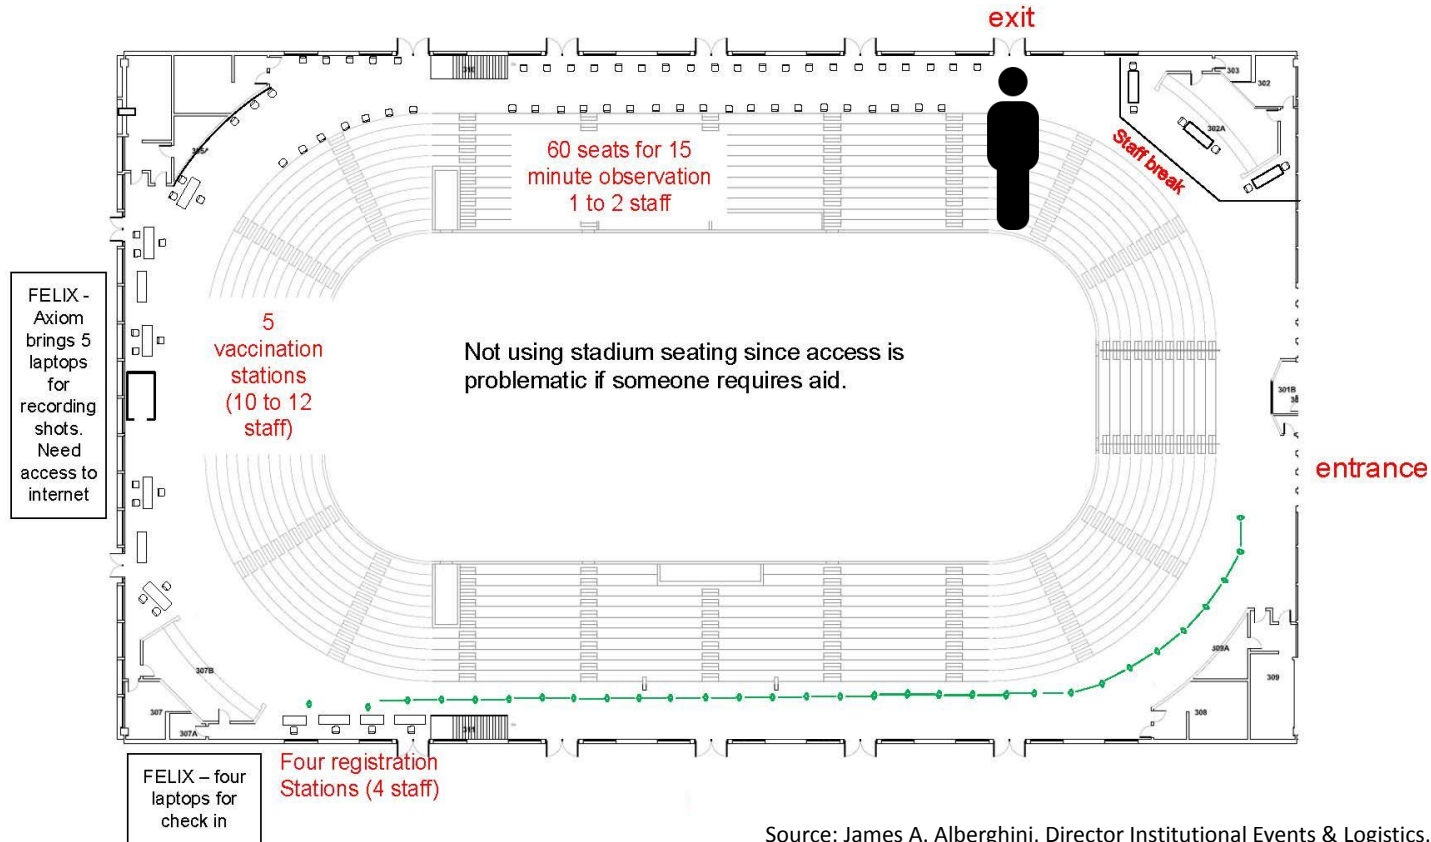 exit
310
303
302
302A
Staff break
305A
60 seats for 15
minute observation
1 to 2 staff
FELIX -
Axiom
brings 5
laptops
for
recording
shots.
Need
access to
internet
5
vaccination
stations
(10 to 12
staff)
Not using stadium seating since access is
problematic if someone requires aid.
301B
entrance
307B
307
307A
311
309A
309
308
FELIX – four
laptops for
check in
Four registration
Stations (4 staff)
Source: James A. Alberghini, Director Institutional Events & Logistics,